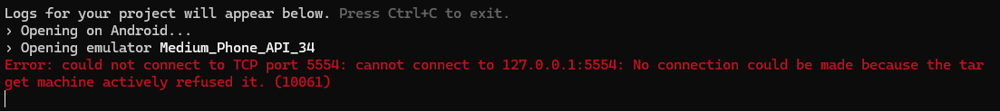 Logs for your project will appear below. Press Ctrl+C to exit.
› Opening on Android...
› Opening emulator Medium_Phone_API_34
Error: could not connect to TCP port 5554: cannot connect to 127.0.0.1:5554: No connection could be made because the tar
get machine actively refused it. (10061)